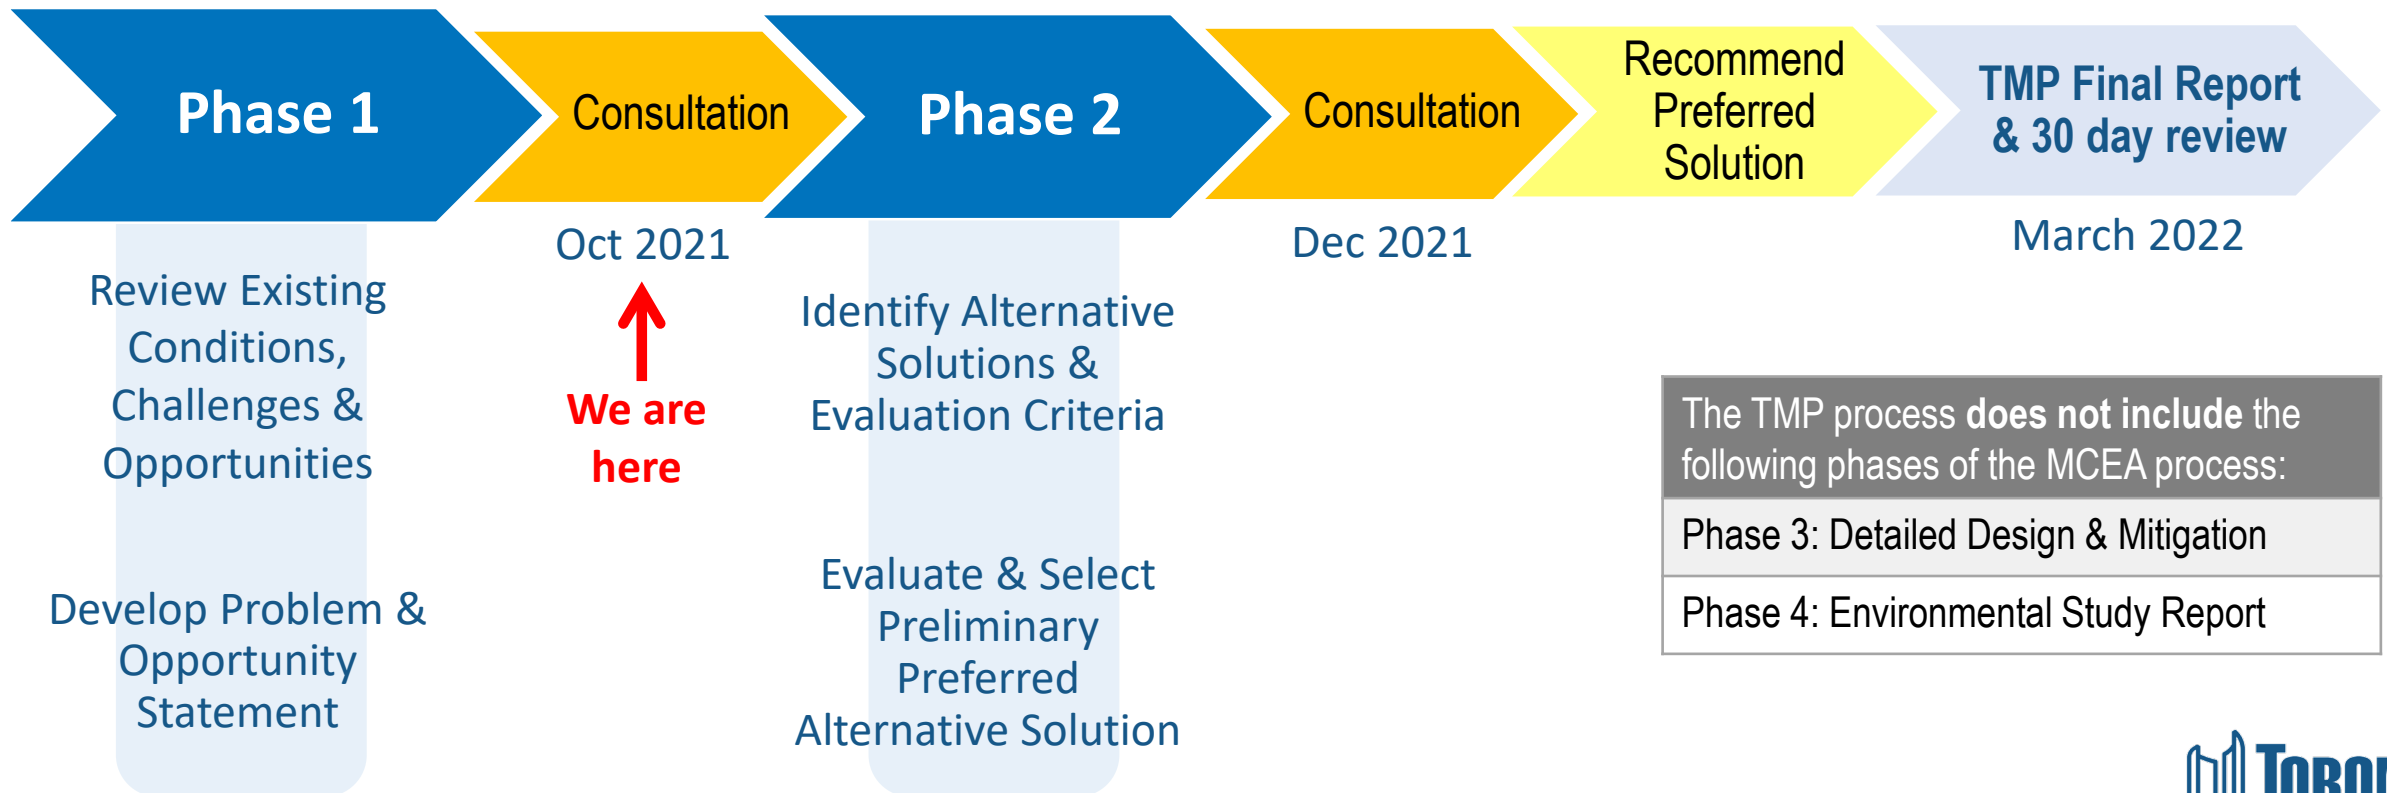 Phase 1
Consultation
Phase 2
Consultation
Recommend
Preferred
Solution
TMP Final Report
& 30 day review
Oct 2021
Dec 2021
March 2022
We are
here
Review Existing
Conditions,
Challenges &
Opportunities
Develop Problem &
Opportunity
Statement
Identify Alternative
Solutions &
Evaluation Criteria
Evaluate & Select
Preliminary
Preferred
Alternative Solution
The TMP process does not include the
following phases of the MCEA process:
Phase 3: Detailed Design & Mitigation
Phase 4: Environmental Study Report